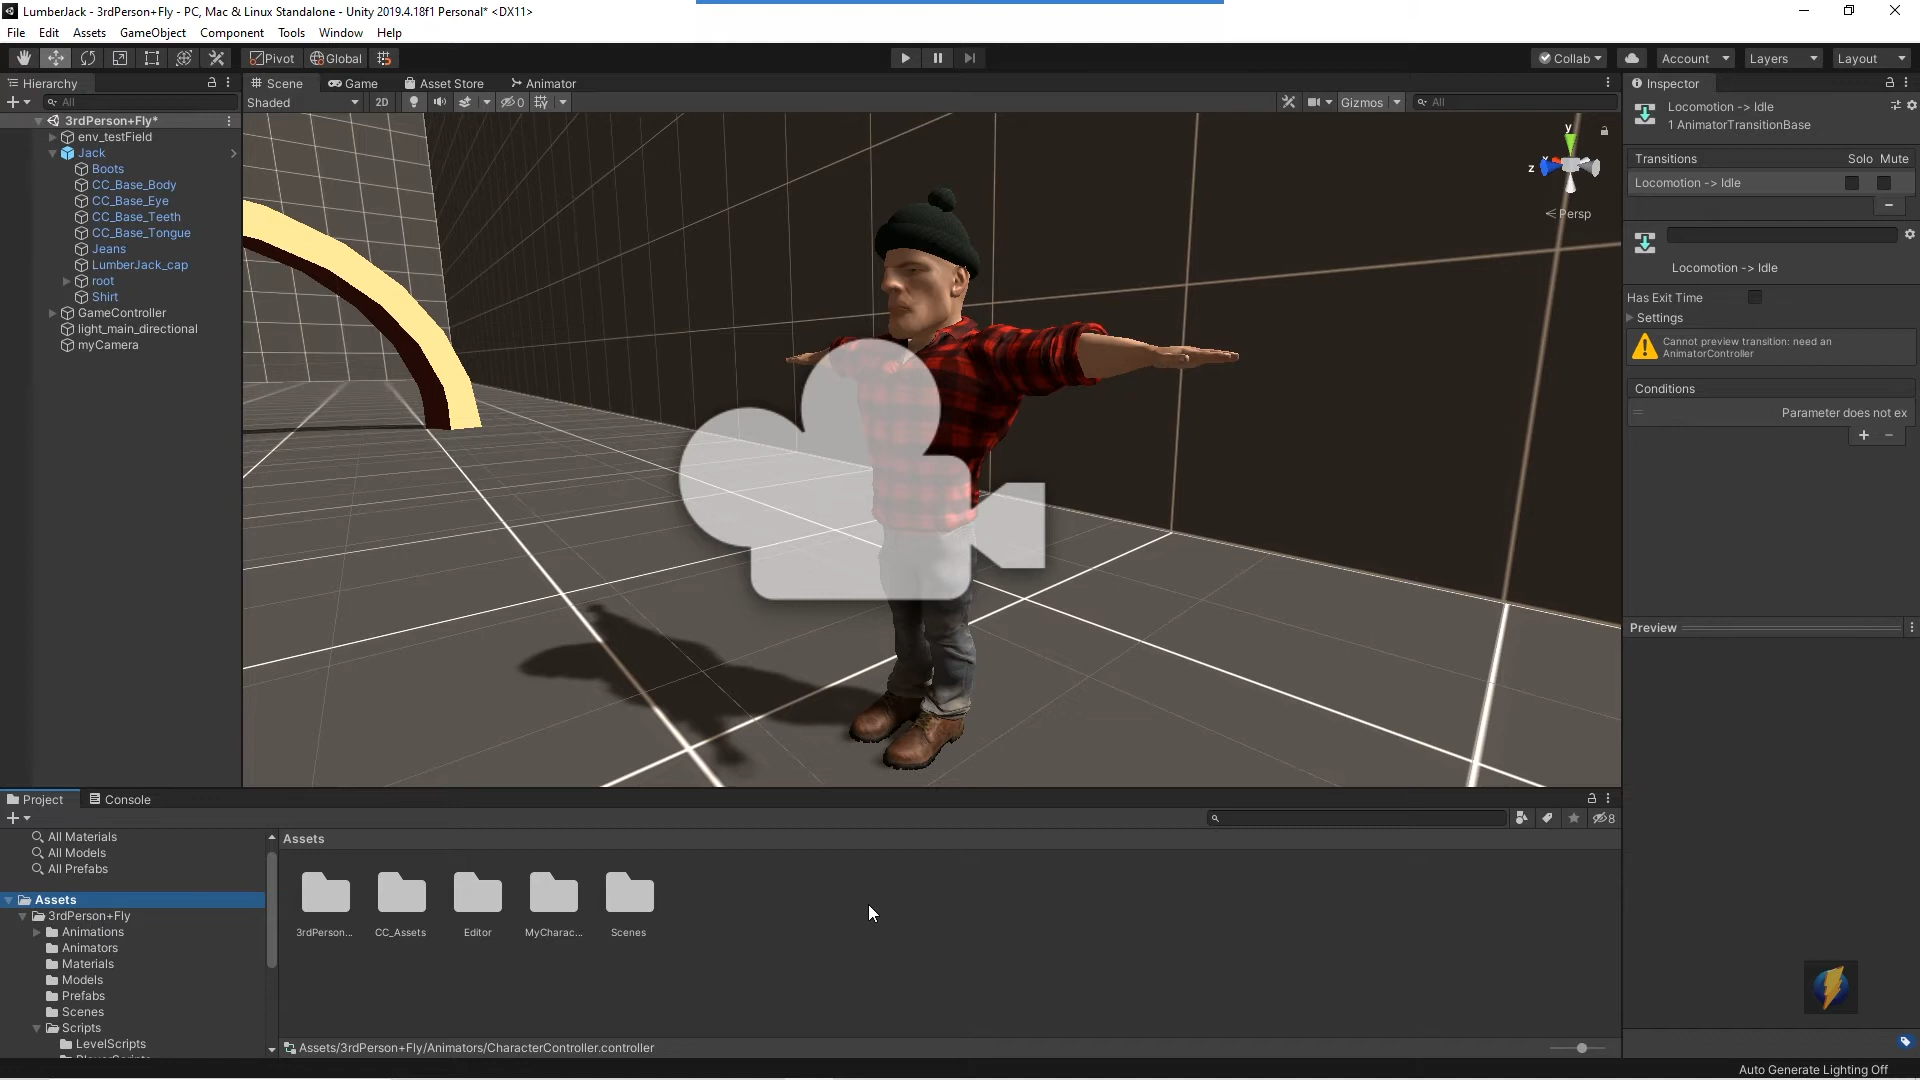 LumberJack - 3rdPerson+Fly - PC, Mac & Linux Standalone - Unity 2019.4.18f1 Personal* <DX11>
File Edit Assets GameObject Component Tools Window Help
Pivot Global Collab Account Layers Layout
Hierarchy
All
3rdPerson+Fly*
env_testField
Jack
Boots
CC_Base_Body
CC_Base_Eye
CC_Base_Teeth
CC_Base_Tongue
Jeans
LumberJack_cap
root
Shirt
GameController
light_main_directional
myCamera
Scene Game Asset Store Animator
Shaded 2D 0 Gizmos All
y
x
z
Persp
Inspector
Locomotion -> Idle
1 AnimatorTransitionBase
Transitions Solo Mute
Locomotion -> Idle
Locomotion -> Idle
Has Exit Time
Settings
Cannot preview transition: need an
AnimatorController
Conditions
Parameter does not ex
Preview
Project Console
8
All Materials
All Models
All Prefabs
Assets
3rdPerson+Fly
Animations
Animators
Materials
Models
Prefabs
Scenes
Scripts
LevelScripts
PlayerScripts
Assets
3rdPerson... CC_Assets Editor MyCharac... Scenes
Assets/3rdPerson+Fly/Animators/CharacterController.controller
Auto Generate Lighting Off